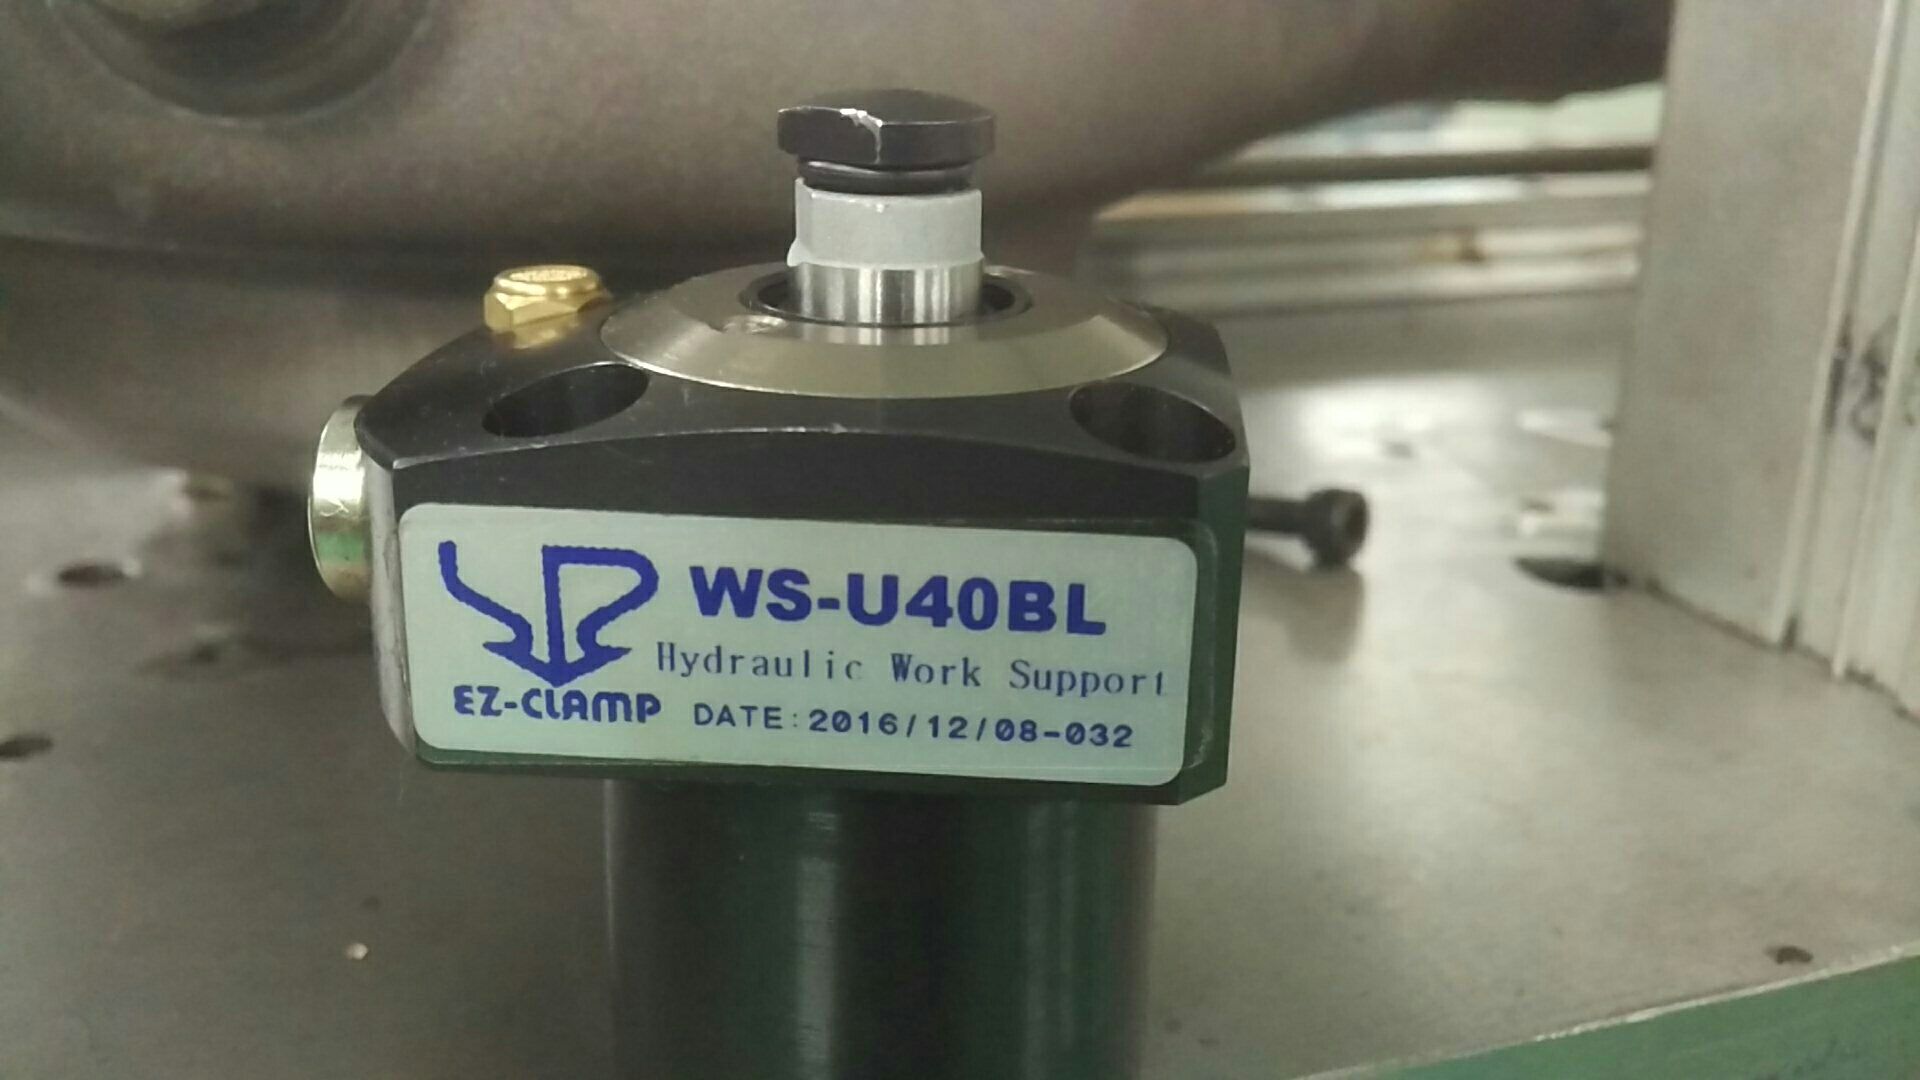 WS-U40BL
Hydraulic Work Support
EZ-CLAMP
DATE:2016/12/08-032